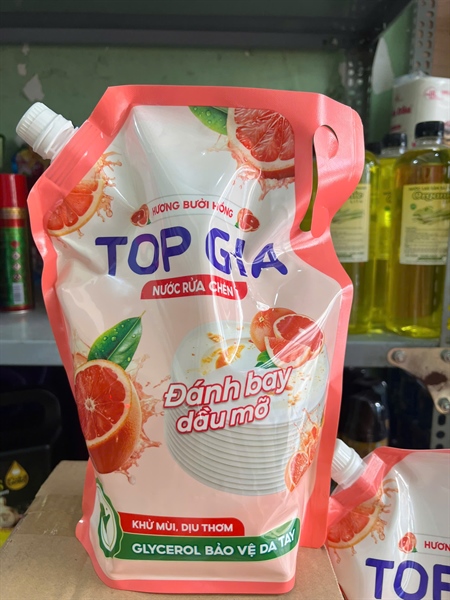 HƯƠNG BƯỞI HỒNG
TOP GIA
NƯỚC RỬA CHÉN
Đánh bay
dầu mỡ
KHỬ MÙI, DỊU THƠM
GLYCEROL BẢO VỆ DA TAY
HƯƠNG
TOP